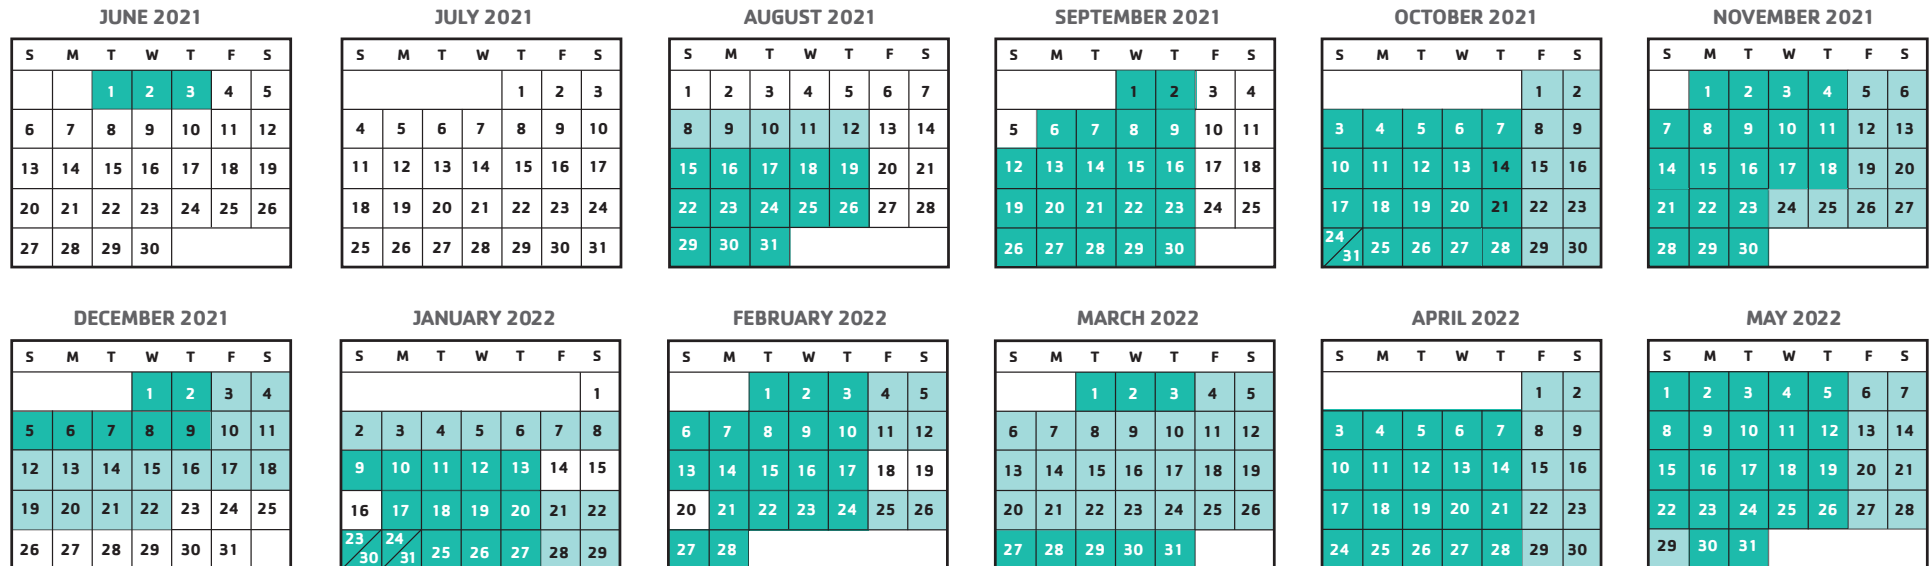 JUNE 2021
S M T W T F S
1 2 3 4 5
6 7 8 9 10 11 12
13 14 15 16 17 18 19
20 21 22 23 24 25 26
27 28 29 30
JULY 2021
S M T W T F S
1 2 3
4 5 6 7 8 9 10
11 12 13 14 15 16 17
18 19 20 21 22 23 24
25 26 27 28 29 30 31
AUGUST 2021
S M T W T F S
1 2 3 4 5 6 7
8 9 10 11 12 13 14
15 16 17 18 19 20 21
22 23 24 25 26 27 28
29 30 31
SEPTEMBER 2021
S M T W T F S
1 2 3 4
5 6 7 8 9 10 11
12 13 14 15 16 17 18
19 20 21 22 23 24 25
26 27 28 29 30
OCTOBER 2021
S M T W T F S
1 2
3 4 5 6 7 8 9
10 11 12 13 14 15 16
17 18 19 20 21 22 23
24/31 25 26 27 28 29 30
NOVEMBER 2021
S M T W T F S
1 2 3 4 5 6
7 8 9 10 11 12 13
14 15 16 17 18 19 20
21 22 23 24 25 26 27
28 29 30
DECEMBER 2021
S M T W T F S
1 2 3 4
5 6 7 8 9 10 11
12 13 14 15 16 17 18
19 20 21 22 23 24 25
26 27 28 29 30 31
JANUARY 2022
S M T W T F S
1
2 3 4 5 6 7 8
9 10 11 12 13 14 15
16 17 18 19 20 21 22
23/30 24/31 25 26 27 28 29
FEBRUARY 2022
S M T W T F S
1 2 3 4 5
6 7 8 9 10 11 12
13 14 15 16 17 18 19
20 21 22 23 24 25 26
27 28
MARCH 2022
S M T W T F S
1 2 3 4 5
6 7 8 9 10 11 12
13 14 15 16 17 18 19
20 21 22 23 24 25 26
27 28 29 30 31
APRIL 2022
S M T W T F S
1 2
3 4 5 6 7 8 9
10 11 12 13 14 15 16
17 18 19 20 21 22 23
24 25 26 27 28 29 30
MAY 2022
S M T W T F S
1 2 3 4 5 6 7
8 9 10 11 12 13 14
15 16 17 18 19 20 21
22 23 24 25 26 27 28
29 30 31